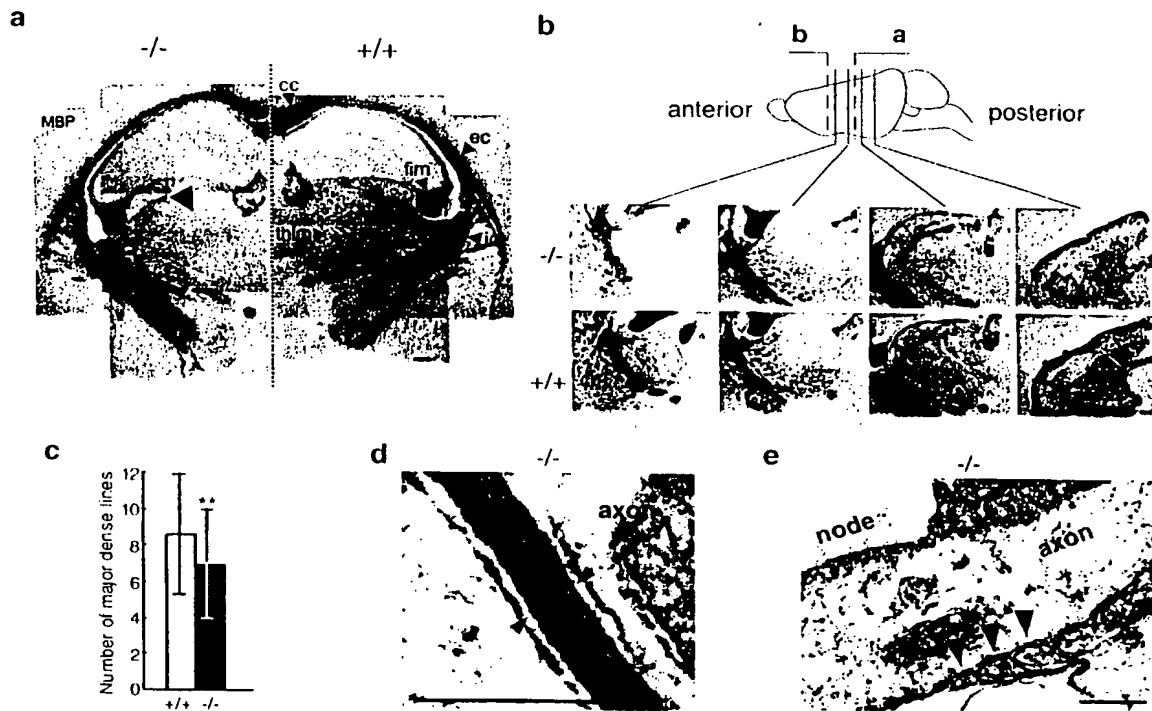 a
-/-
+/+
MBP
cc
ec
fim
b
b
a
anterior
posterior
-/-
+/+
c
Number of major dense lines
12
10
8
6
4
2
0
**
+/+
-/-
d
-/-
axon
e
-/-
node
axon